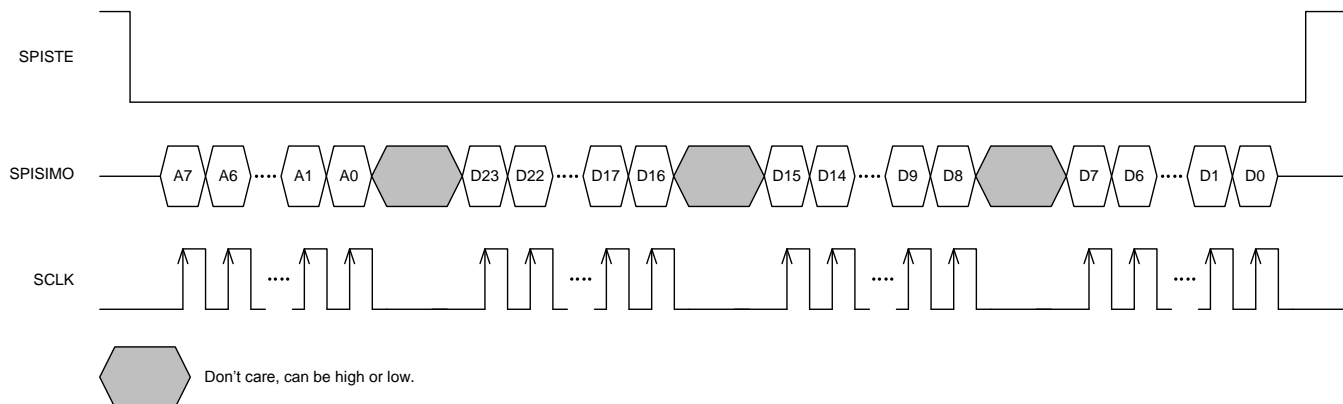 SPISTE
SPISIMO A7 A6 A1 A0 D23 D22 D17 D16 D15 D14 D9 D8 D7 D6 D1 D0
SCLK
Don't care, can be high or low.